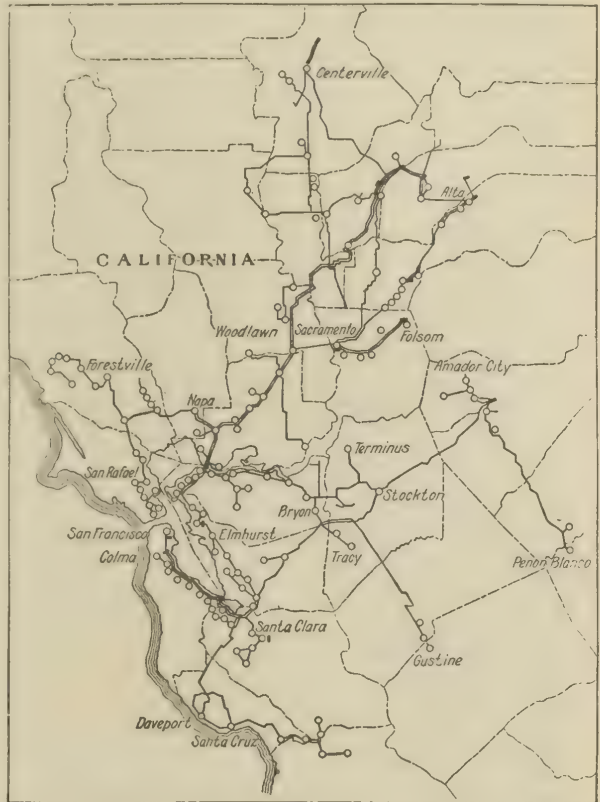 Centerville
Alta
CALIFORNIA
Woodlawn
Sacramento
Folsom
Forestville
Amador City
Napa
Terminus
San Rafael
Stockton
Bryon
San Francisco
Elmhurst
Colma
Tracy
Penon Blanco
Santa Clara
Gustine
Daveport
Santa Cruz